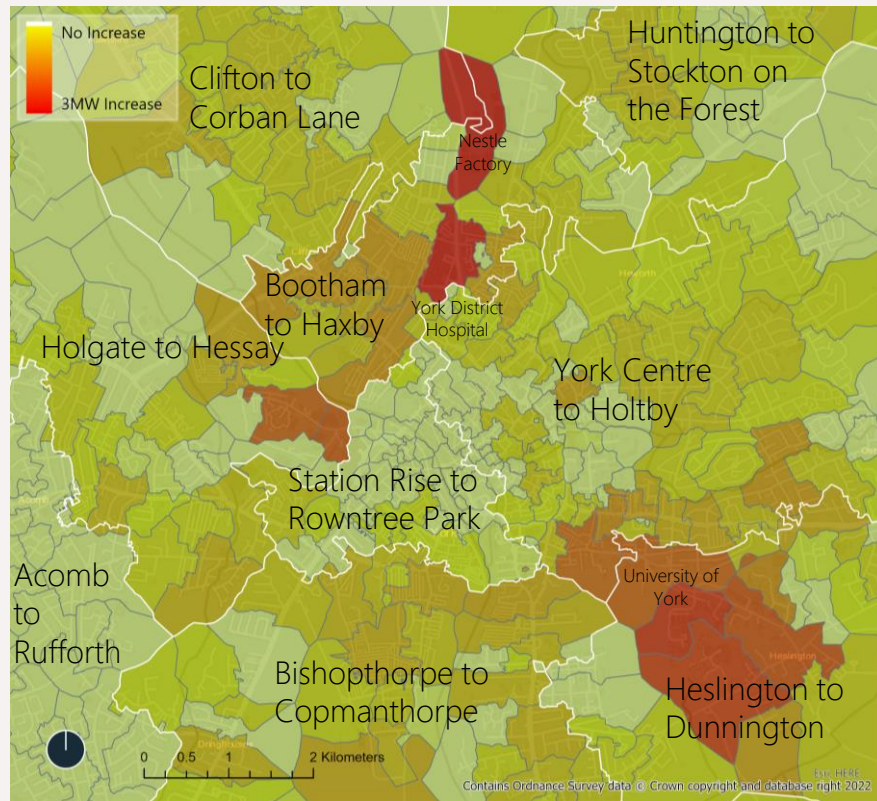 No Increase
3MW Increase
Clifton to
Corban Lane
Huntington to
Stockton on
the Forest
Nestle
Factory
Bootham
to Haxby
York District
Hospital
Heworth
Holgate to Hessay
York Centre
to Holtby
Station Rise to
Rowntree Park
Acomb
to
Rufforth
University of
York
Heslington
Bishopthorpe to
Copmanthorpe
Heslington to
Dunnington
Dringhouses
0 0.5 1 2 Kilometers
Esri, HERE
Contains Ordnance Survey data © Crown copyright and database right 2022